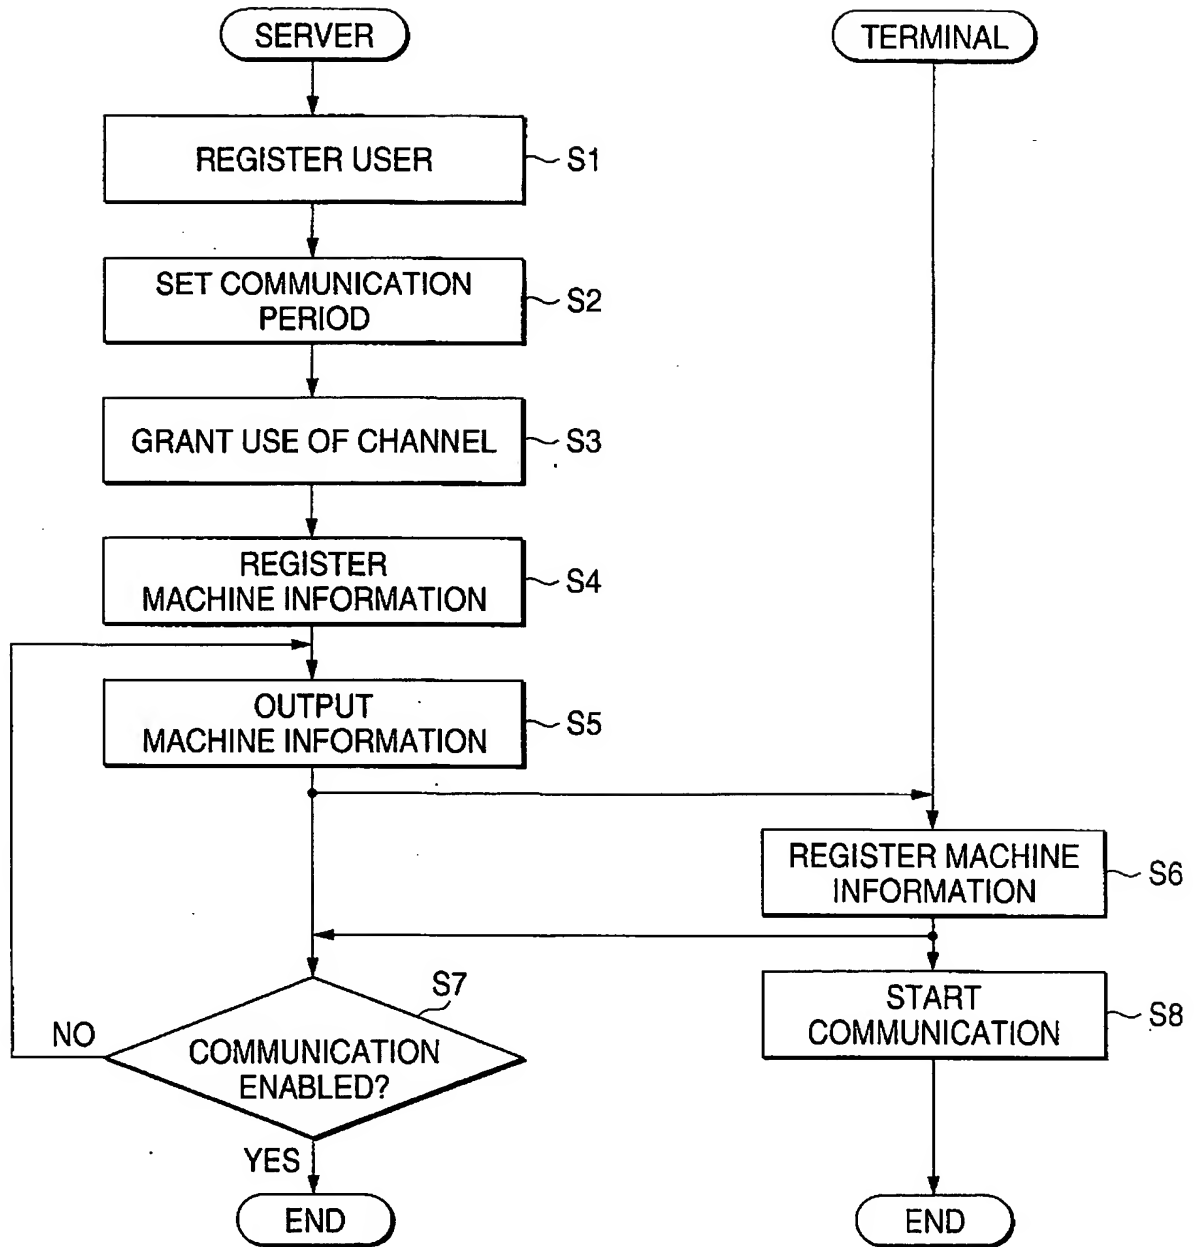 SERVER
TERMINAL
REGISTER USER
S1
SET COMMUNICATION
PERIOD
S2
GRANT USE OF CHANNEL
S3
REGISTER
MACHINE INFORMATION
S4
OUTPUT
MACHINE INFORMATION
S5
REGISTER MACHINE
INFORMATION
S6
S7
COMMUNICATION
ENABLED?
NO
YES
START
COMMUNICATION
S8
END
END